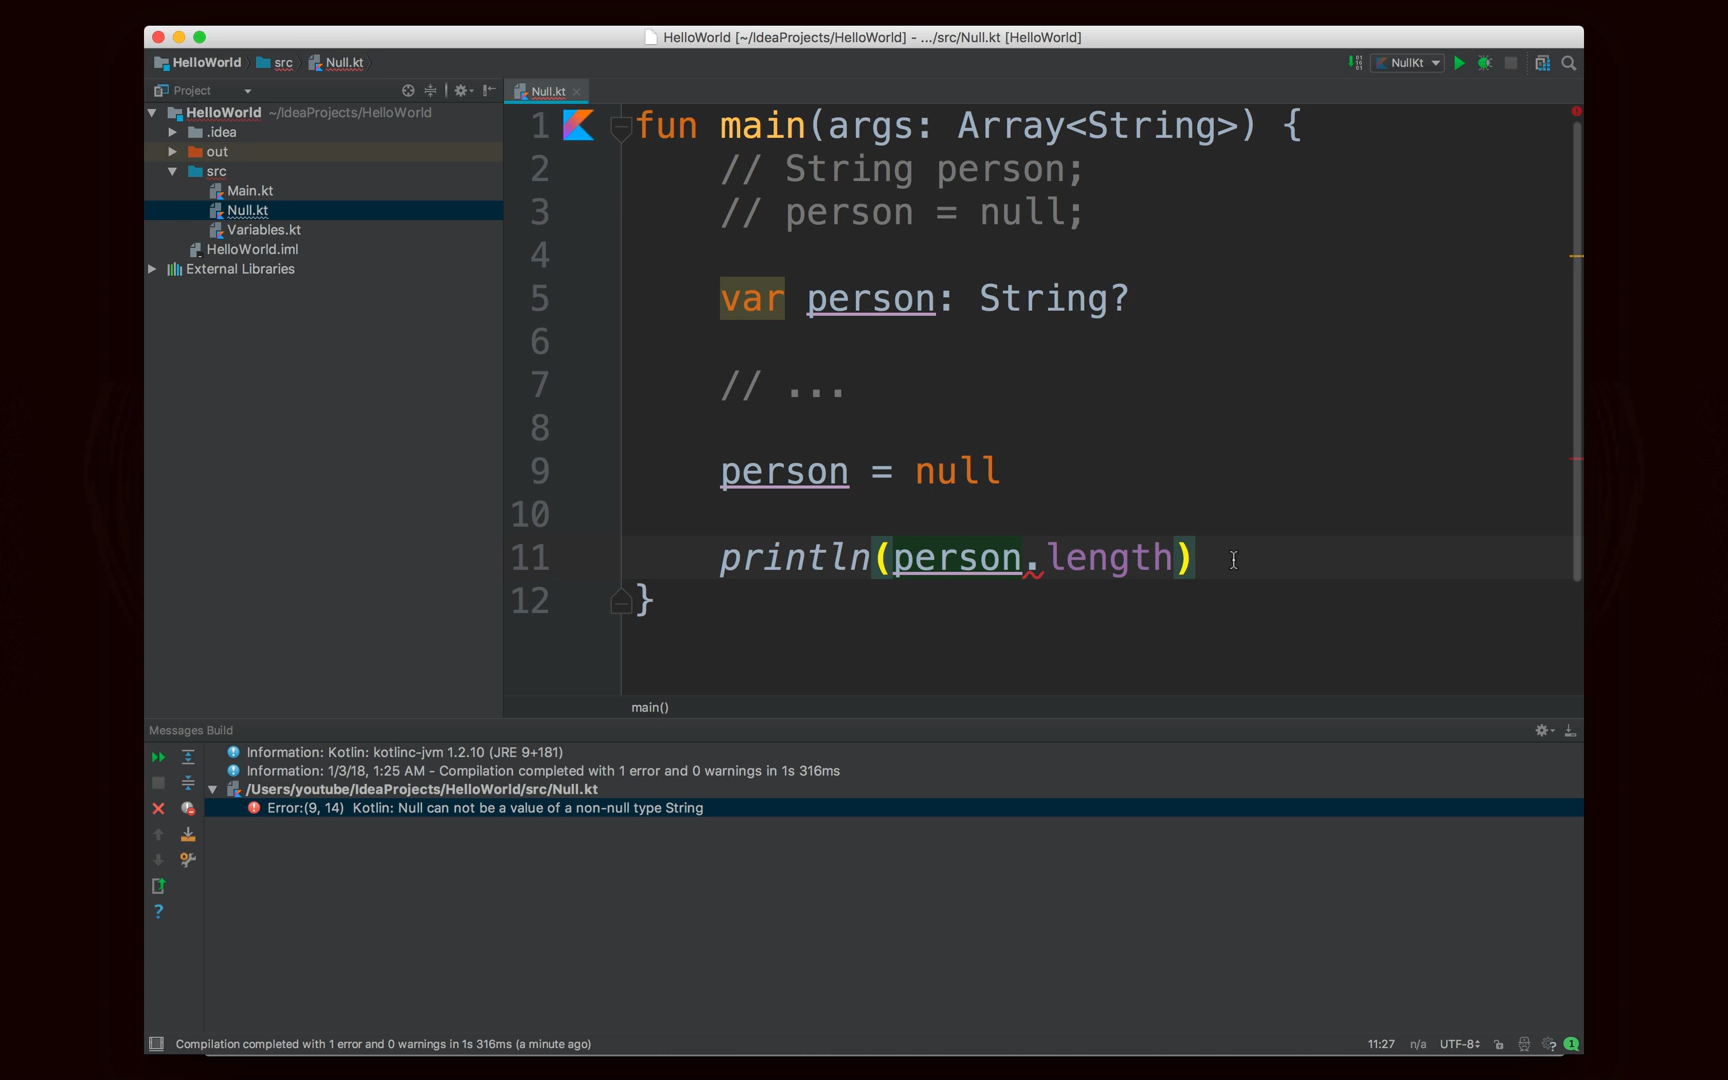 HelloWorld [~/IdeaProjects/HelloWorld] - .../src/Null.kt [HelloWorld]
HelloWorld src Null.kt
NullKt
Project
Null.kt
HelloWorld ~/IdeaProjects/HelloWorld
.idea
out
src
Main.kt
Null.kt
Variables.kt
HelloWorld.iml
External Libraries
1 fun main(args: Array<String>) {
2 // String person;
3 // person = null;
4
5 var person: String?
6
7 // ...
8
9 person = null
10
11 println(person.length)
12 }
main()
Messages Build
Information: Kotlin: kotlinc-jvm 1.2.10 (JRE 9+181)
Information: 1/3/18, 1:25 AM - Compilation completed with 1 error and 0 warnings in 1s 316ms
/Users/youtube/IdeaProjects/HelloWorld/src/Null.kt
Error:(9, 14) Kotlin: Null can not be a value of a non-null type String
Compilation completed with 1 error and 0 warnings in 1s 316ms (a minute ago)
11:27 n/a UTF-8 1